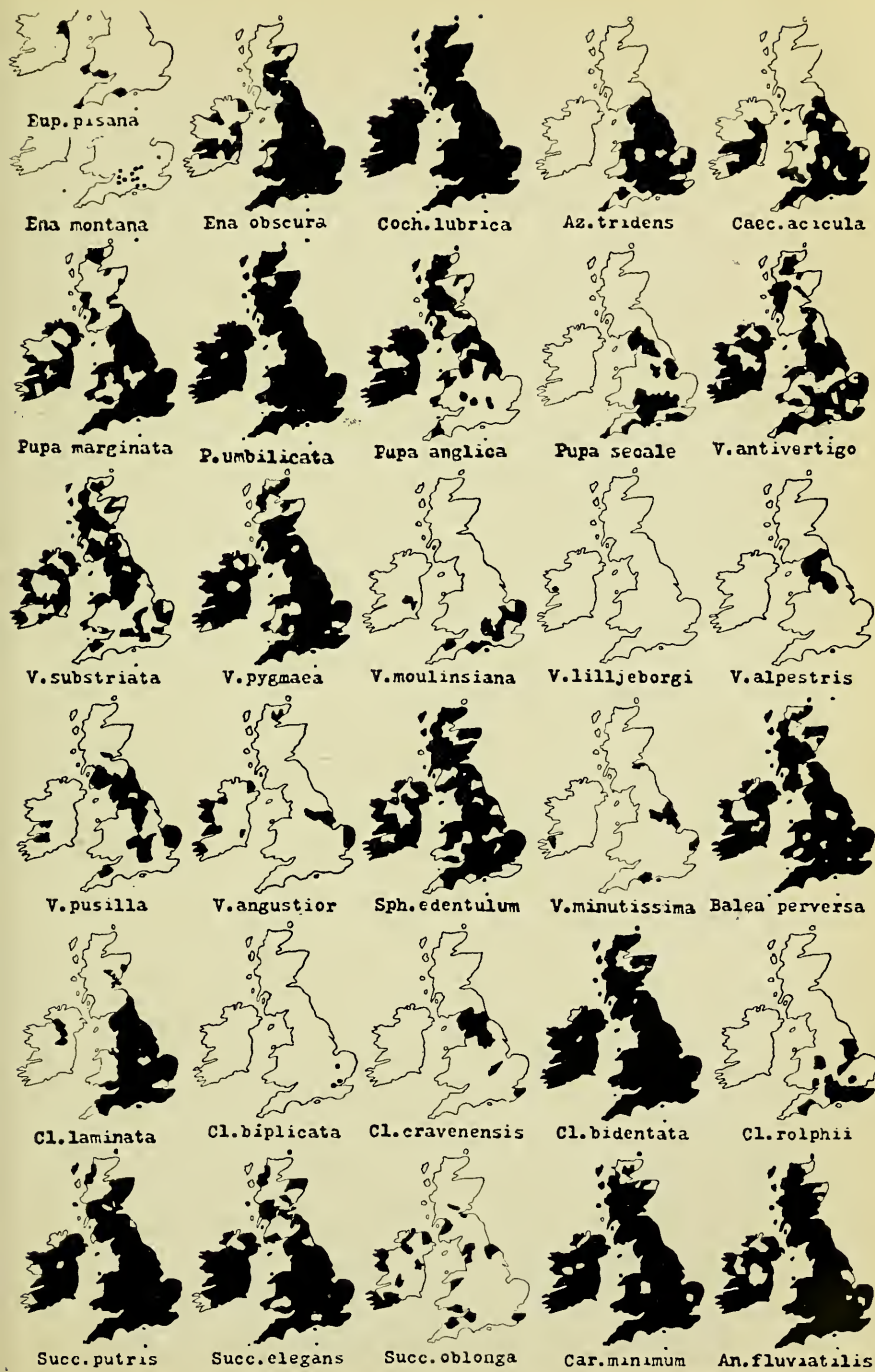 Eup.pisana
Ena montana Ena obscura Coch.lubrica Az.tridens Caec.acicula
Pupa marginata P.umbilicata Pupa anglica Pupa secale V.antivertigo
V.substriata V.pygmaea V.moulinsiana V.lilljeborgi V.alpestris
V.pusilla V.angustior Sph.edentulum V.minutissima Balea perversa
Cl.laminata Cl.biplicata Cl.cravenensis Cl.bidentata Cl.rolphii
Succ.putris Succ.elegans Succ.oblonga Car.minimum An.fluviatilis